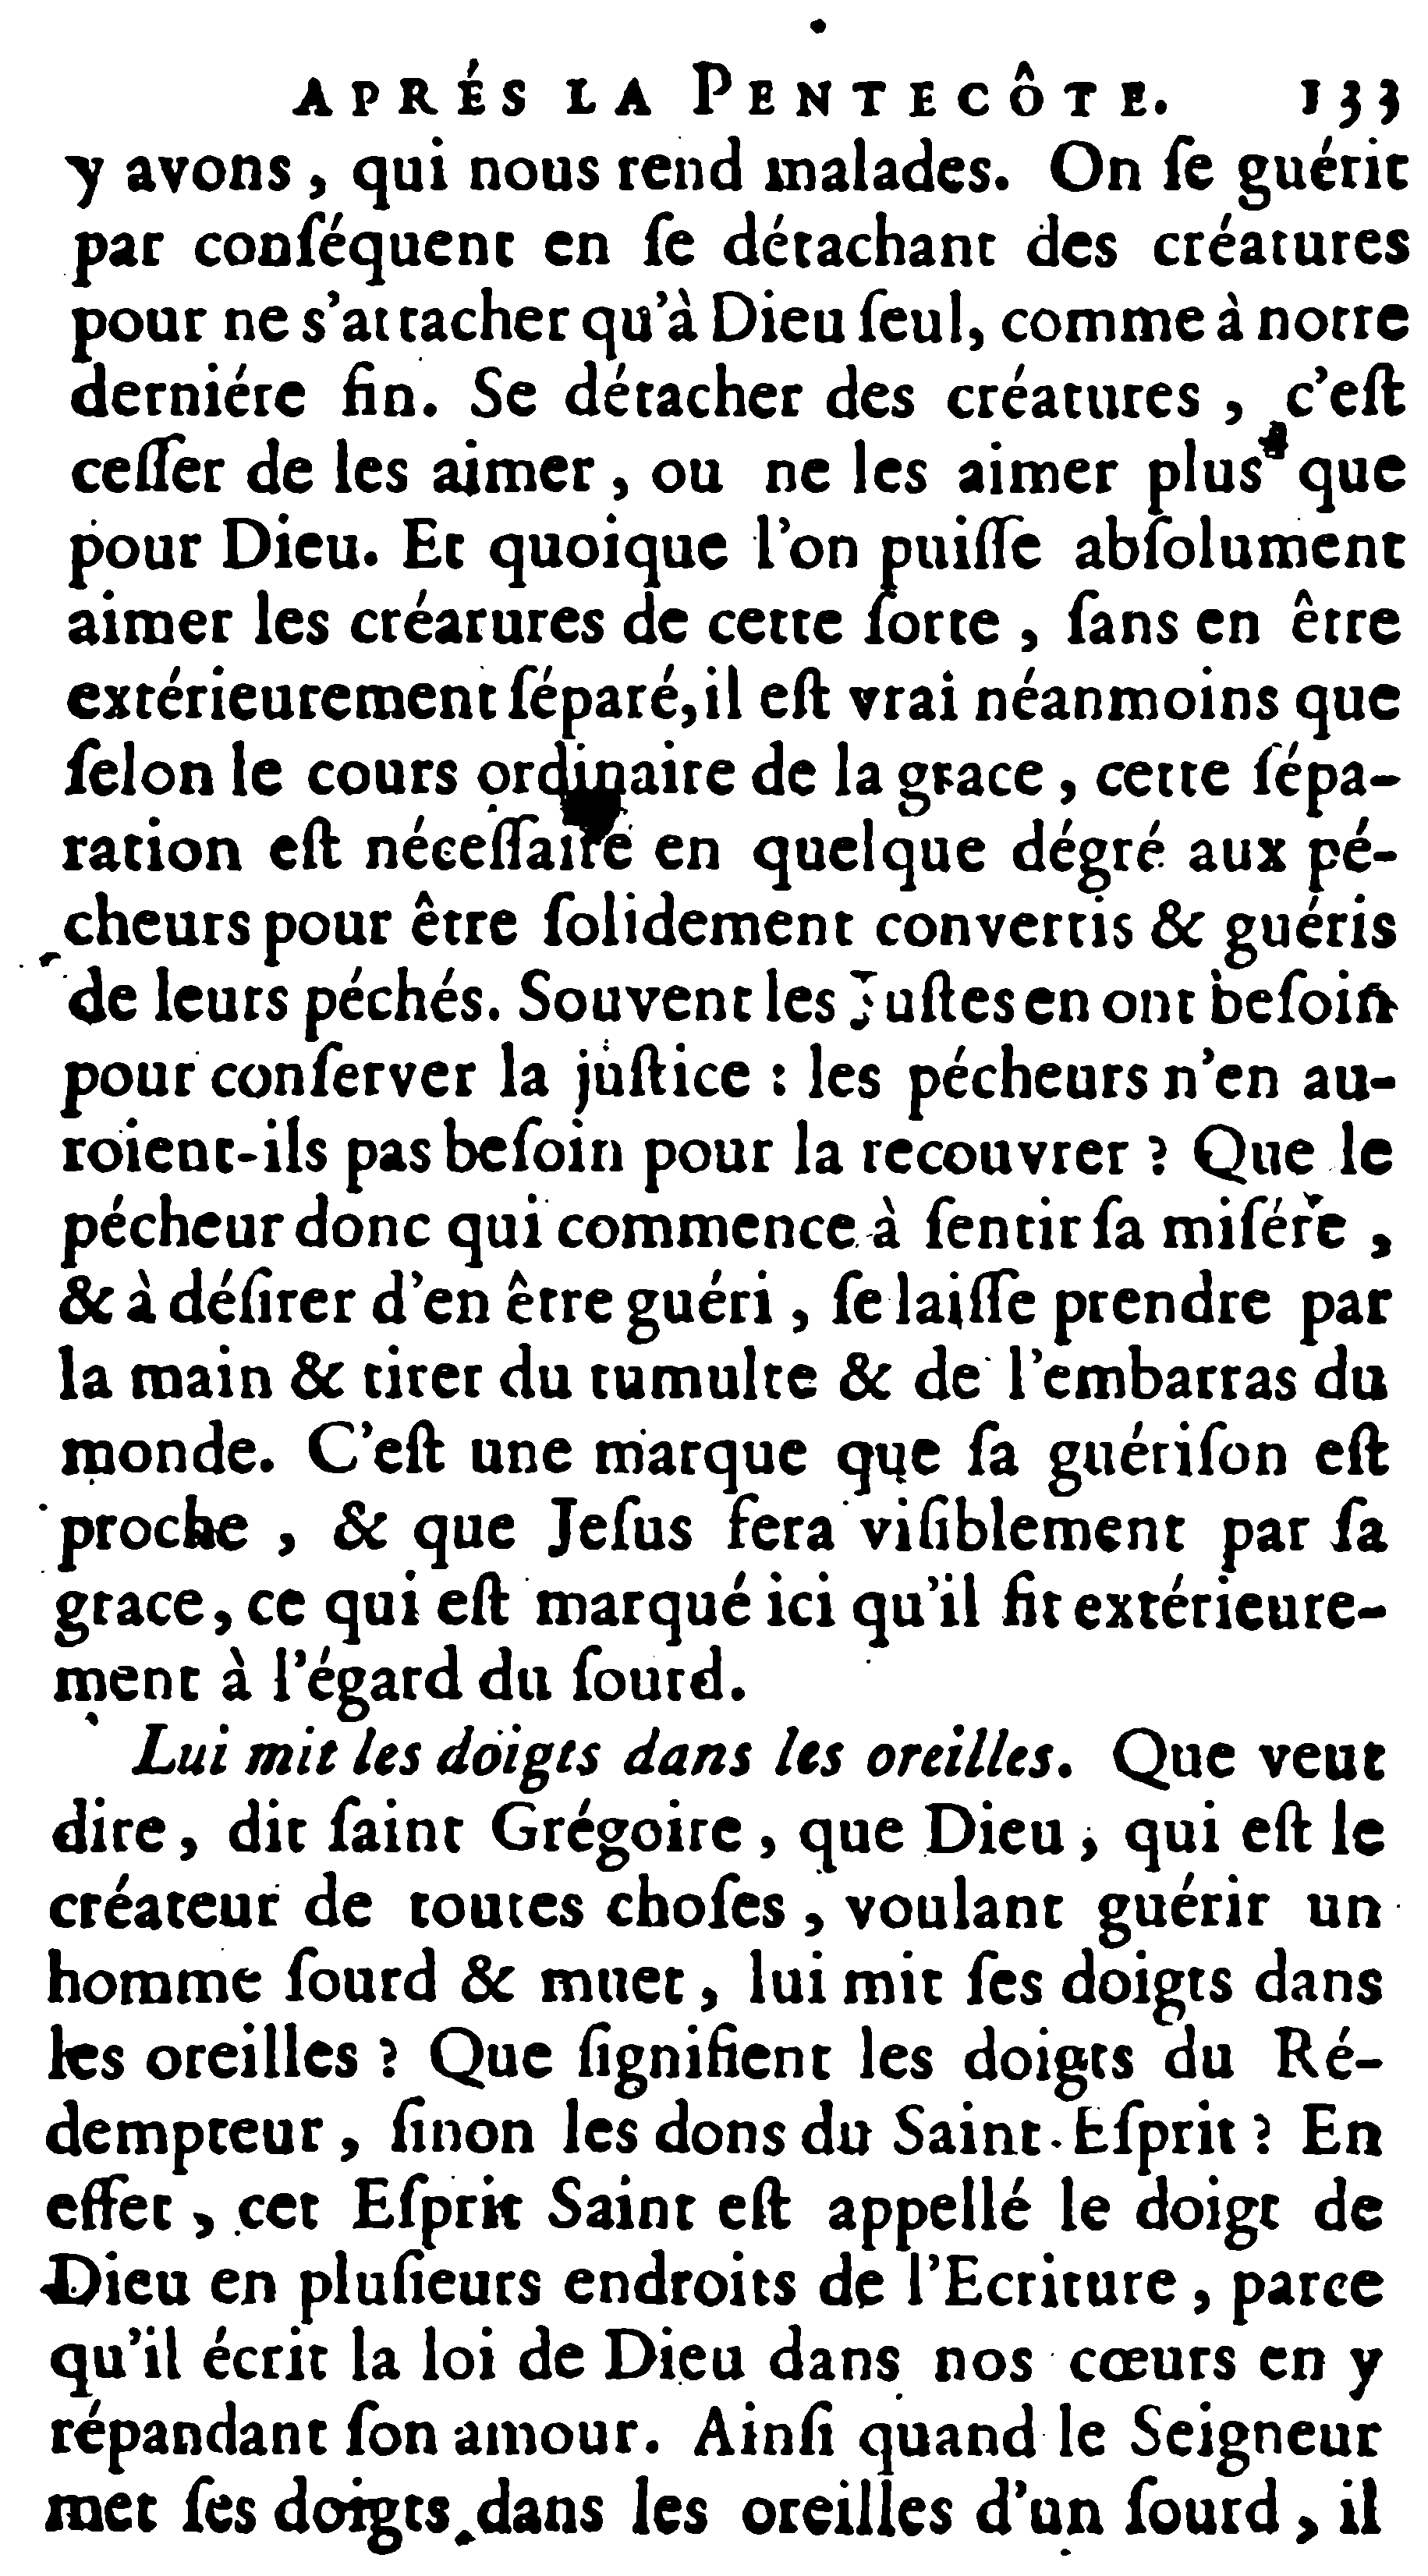 APRÉS LA PENTECÔTE. 133
y avons, qui nous rend malades. On ſe guérit
par conſéquent en ſe détachant des créatures
pour ne s'attacher qu'à Dieu ſeul, comme à notre
derniére fin. Se détacher des créatures, c'eſt
ceſſer de les aimer, ou ne les aimer plus que
pour Dieu. Et quoique l'on puiſſe abſolument
aimer les créatures de cette ſorte, ſans en être
extérieurement ſéparé, il eſt vrai néanmoins que
ſelon le cours ordinaire de la grace, cette ſépa-
ration eſt néceſſaire en quelque dégré aux pé-
cheurs pour être ſolidement convertis & guéris
de leurs péchés. Souvent les Juſtes en ont beſoin
pour conſerver la juſtice : les pécheurs n'en au-
roient-ils pas beſoin pour la recouvrer ? Que le
pécheur donc qui commence à ſentir ſa miſére,
& à déſirer d'en être guéri, ſe laiſſe prendre par
la main & tirer du tumulte & de l'embarras du
monde. C'eſt une marque que ſa guériſon eſt
proche, & que Jeſus fera viſiblement par ſa
grace, ce qui eſt marqué ici qu'il fit extérieure-
ment à l'égard du ſourd.
Lui mit les doigts dans les oreilles. Que veut
dire, dit ſaint Grégoire, que Dieu, qui eſt le
créateur de toutes choſes, voulant guérir un
homme ſourd & muet, lui mit ſes doigts dans
les oreilles ? Que ſignifient les doigts du Ré-
dempteur, ſinon les dons du Saint-Eſprit ? En
effet, cet Eſprit Saint eſt appellé le doigt de
Dieu en pluſieurs endroits de l'Ecriture, parce
qu'il écrit la loi de Dieu dans nos cœurs en y
répandant ſon amour. Ainſi quand le Seigneur
met ſes doigts dans les oreilles d'un ſourd, il